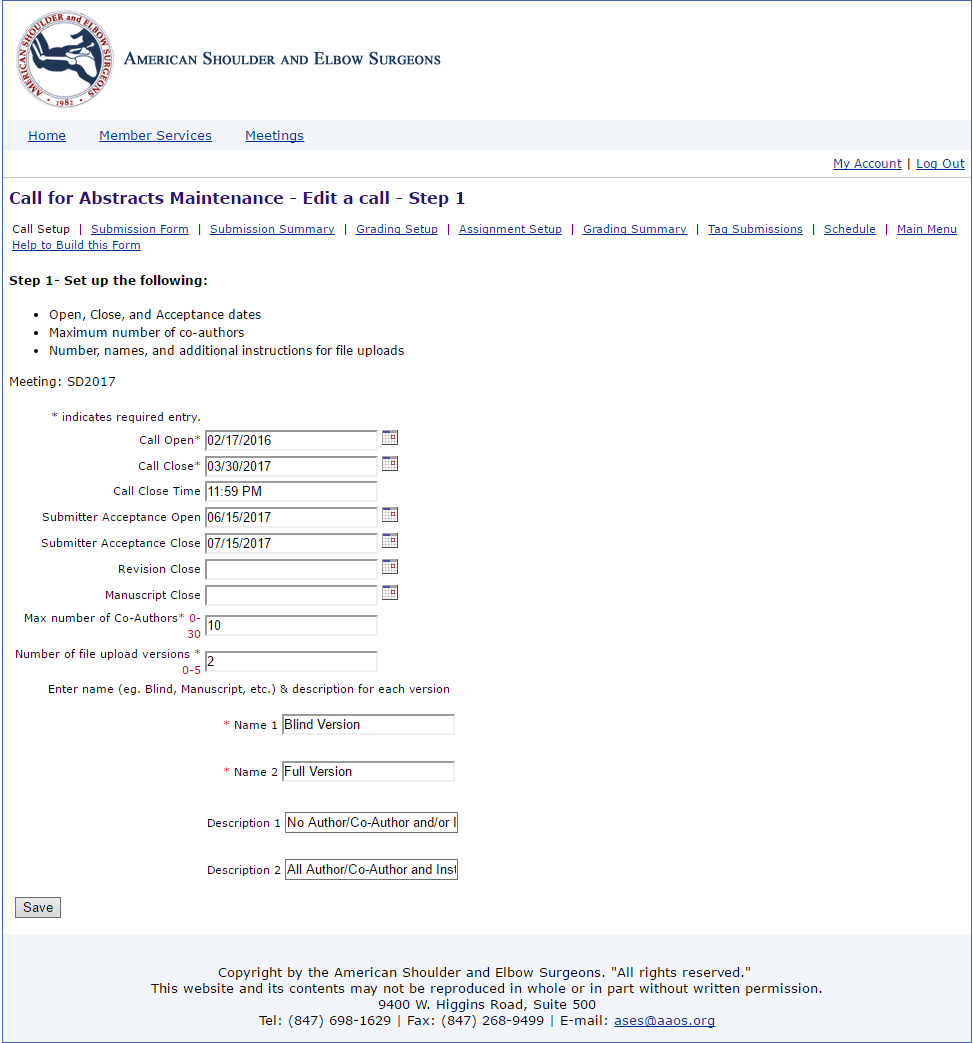 AMERICAN SHOULDER and ELBOW SURGEONS
• 1982 •
American Shoulder and Elbow Surgeons
Home Member Services Meetings
My Account | Log Out
Call for Abstracts Maintenance - Edit a call - Step 1
Call Setup | Submission Form | Submission Summary | Grading Setup | Assignment Setup | Grading Summary | Tag Submissions | Schedule | Main Menu
Help to Build this Form
Step 1- Set up the following:
• Open, Close, and Acceptance dates
• Maximum number of co-authors
• Number, names, and additional instructions for file uploads
Meeting: SD2017
* indicates required entry.
Call Open* 02/17/2016
Call Close* 03/30/2017
Call Close Time 11:59 PM
Submitter Acceptance Open 06/15/2017
Submitter Acceptance Close 07/15/2017
Revision Close
Manuscript Close
Max number of Co-Authors* 0-
30 10
Number of file upload versions *
0-5 2
Enter name (eg. Blind, Manuscript, etc.) & description for each version
* Name 1 Blind Version
* Name 2 Full Version
Description 1 No Author/Co-Author and/or I
Description 2 All Author/Co-Author and Inst
Save
Copyright by the American Shoulder and Elbow Surgeons. "All rights reserved."
This website and its contents may not be reproduced in whole or in part without written permission.
9400 W. Higgins Road, Suite 500
Tel: (847) 698-1629 | Fax: (847) 268-9499 | E-mail: ases@aaos.org